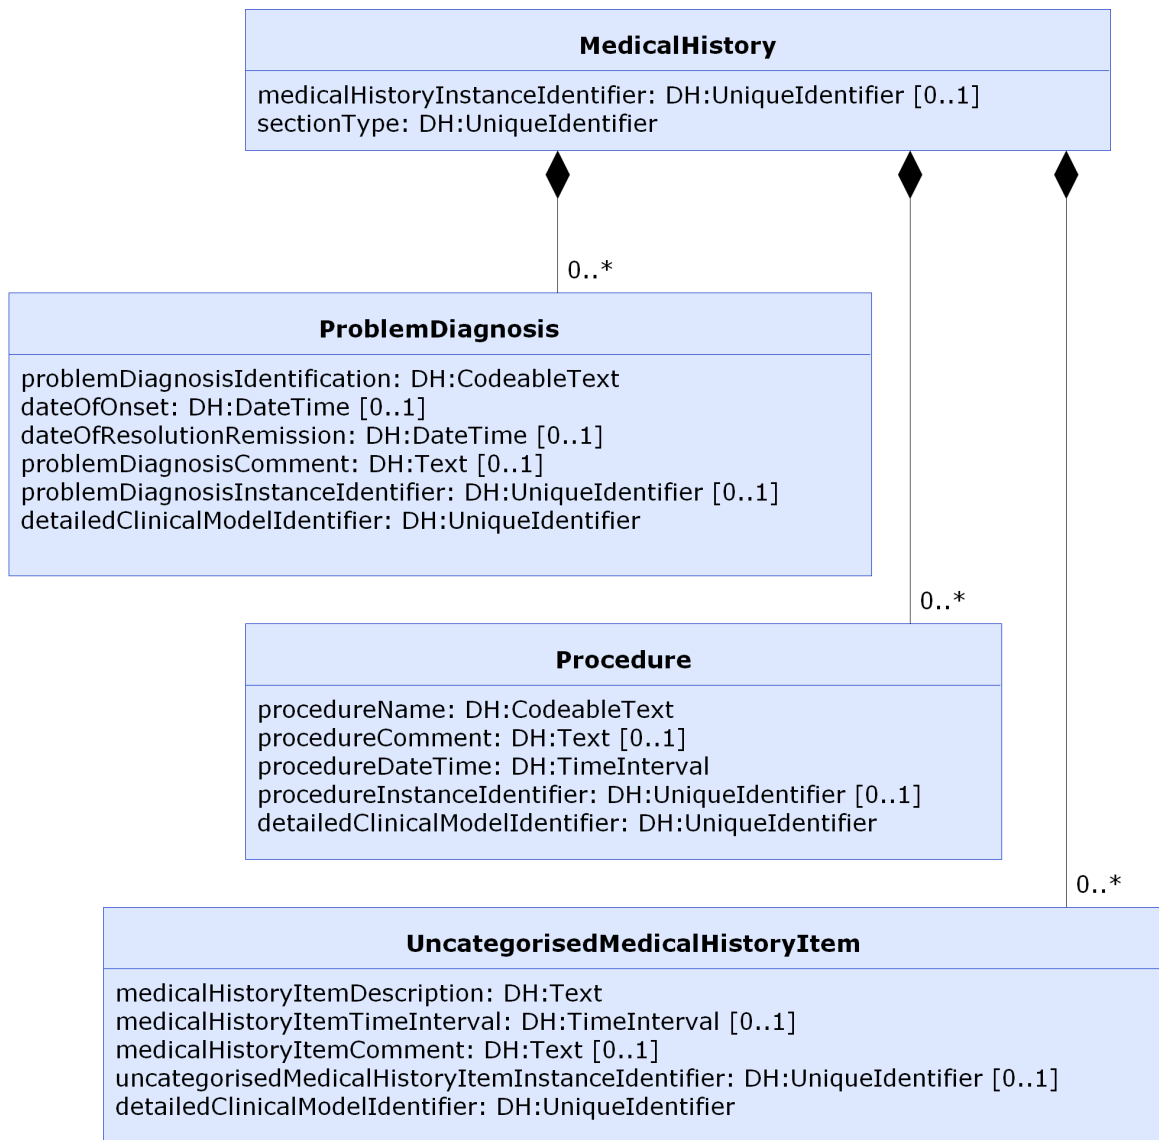 MedicalHistory
medicalHistoryInstanceIdentifier: DH:UniqueIdentifier [0..1]
sectionType: DH:UniqueIdentifier
0..*
ProblemDiagnosis
problemDiagnosisIdentification: DH:CodeableText
dateOfOnset: DH:DateTime [0..1]
dateOfResolutionRemission: DH:DateTime [0..1]
problemDiagnosisComment: DH:Text [0..1]
problemDiagnosisInstanceIdentifier: DH:UniqueIdentifier [0..1]
detailedClinicalModelIdentifier: DH:UniqueIdentifier
0..*
Procedure
procedureName: DH:CodeableText
procedureComment: DH:Text [0..1]
procedureDateTime: DH:TimeInterval
procedureInstanceIdentifier: DH:UniqueIdentifier [0..1]
detailedClinicalModelIdentifier: DH:UniqueIdentifier
0..*
UncategorisedMedicalHistoryItem
medicalHistoryItemDescription: DH:Text
medicalHistoryItemTimeInterval: DH:TimeInterval [0..1]
medicalHistoryItemComment: DH:Text [0..1]
uncategorisedMedicalHistoryItemInstanceIdentifier: DH:UniqueIdentifier [0..1]
detailedClinicalModelIdentifier: DH:UniqueIdentifier